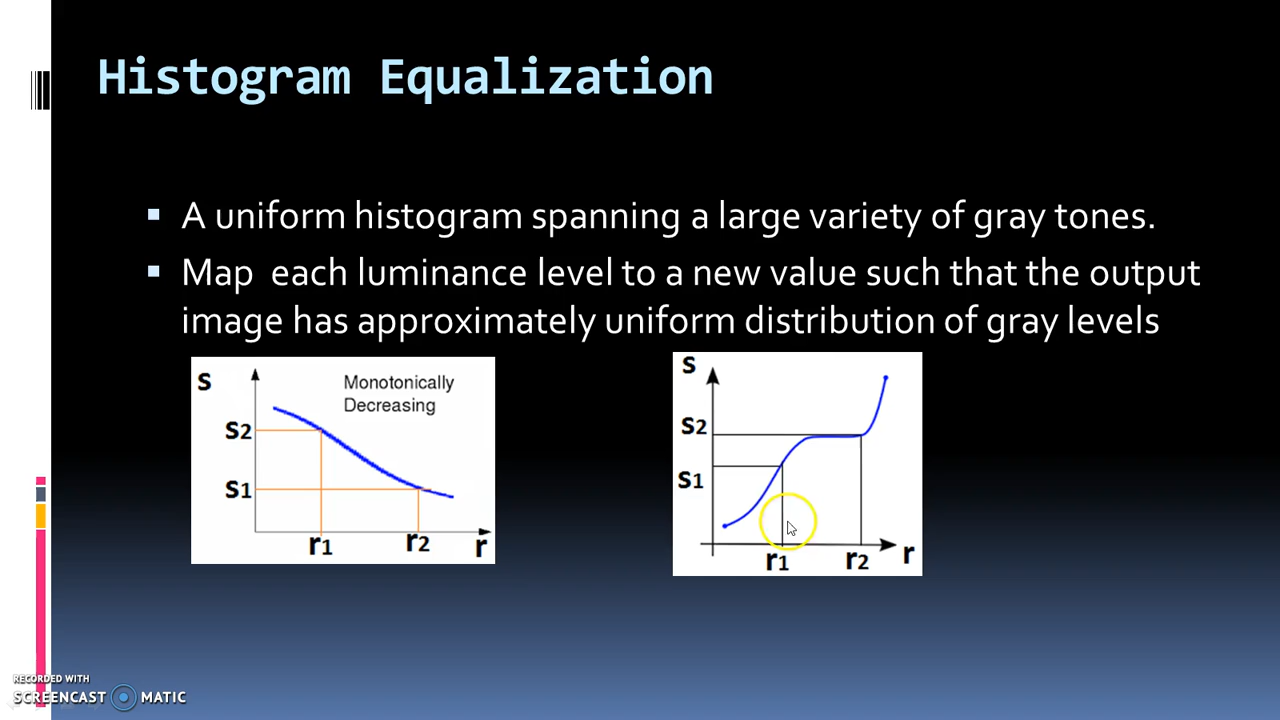 Histogram Equalization
A uniform histogram spanning a large variety of gray tones.
Map each luminance level to a new value such that the output
image has approximately uniform distribution of gray levels
s
Monotonically
Decreasing
s2
s1
r1
r2
r
s
s2
s1
r1
r2
r
RECORDED WITH
SCREENCAST MATIC